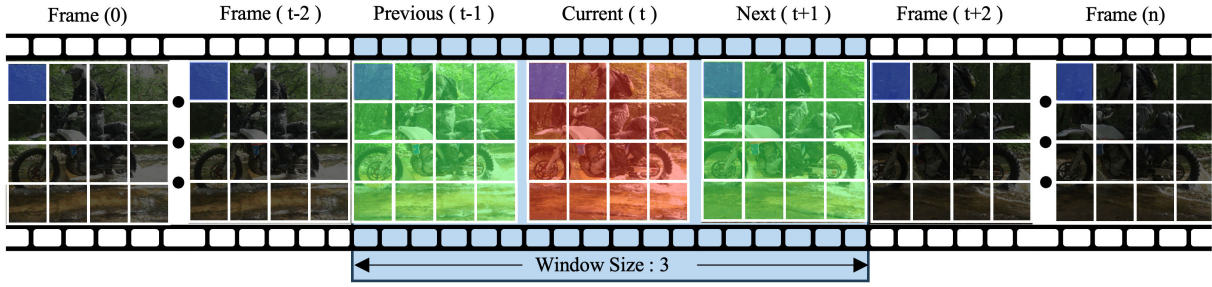 Frame (0)
Frame ( t-2 )
Previous ( t-1 )
Current ( t )
Next ( t+1 )
Frame ( t+2 )
Frame (n)
Window Size : 3